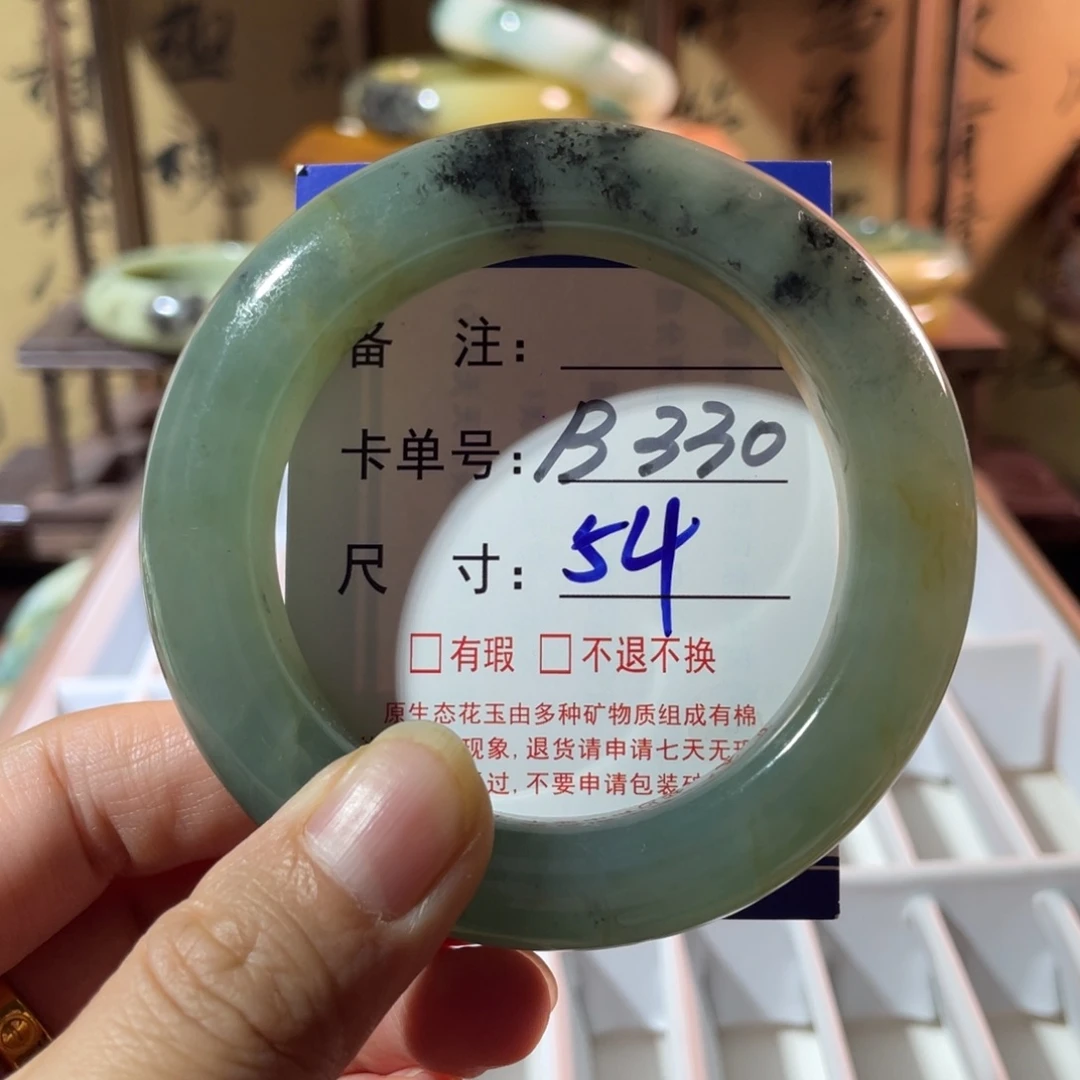 备 注:
卡单号: B330
尺 寸: 54
□有瑕 □不退不换
原生态花玉由多种矿物质组成有棉
现象, 退货请申请七天无
过, 不要申请包装